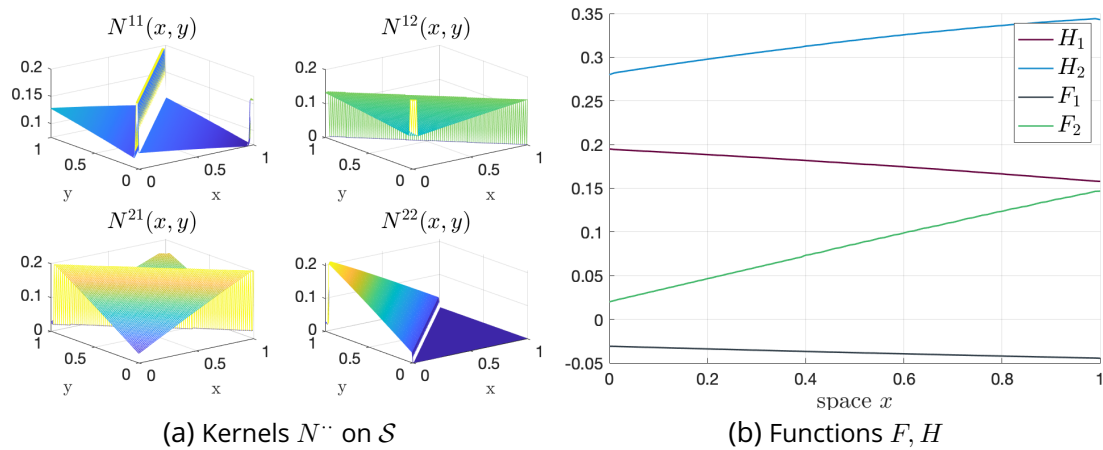 N^{11}(x, y)
0.2
0.15
0.1
1
0.5
0
y
0
0.5
1
x
N^{12}(x, y)
0.2
0.1
0
1
0.5
0
y
0
0.5
1
x
N^{21}(x, y)
0.2
0.1
0
1
0.5
0
y
0
0.5
1
x
N^{22}(x, y)
0.2
0.1
0
1
0.5
0
y
0
0.5
1
x
(a) Kernels N^{··} on 𝒮
0.35
0.3
0.25
0.2
0.15
0.1
0.05
0
-0.05
0
0.2
0.4
0.6
0.8
1
space x
H_1
H_2
F_1
F_2
(b) Functions F, H